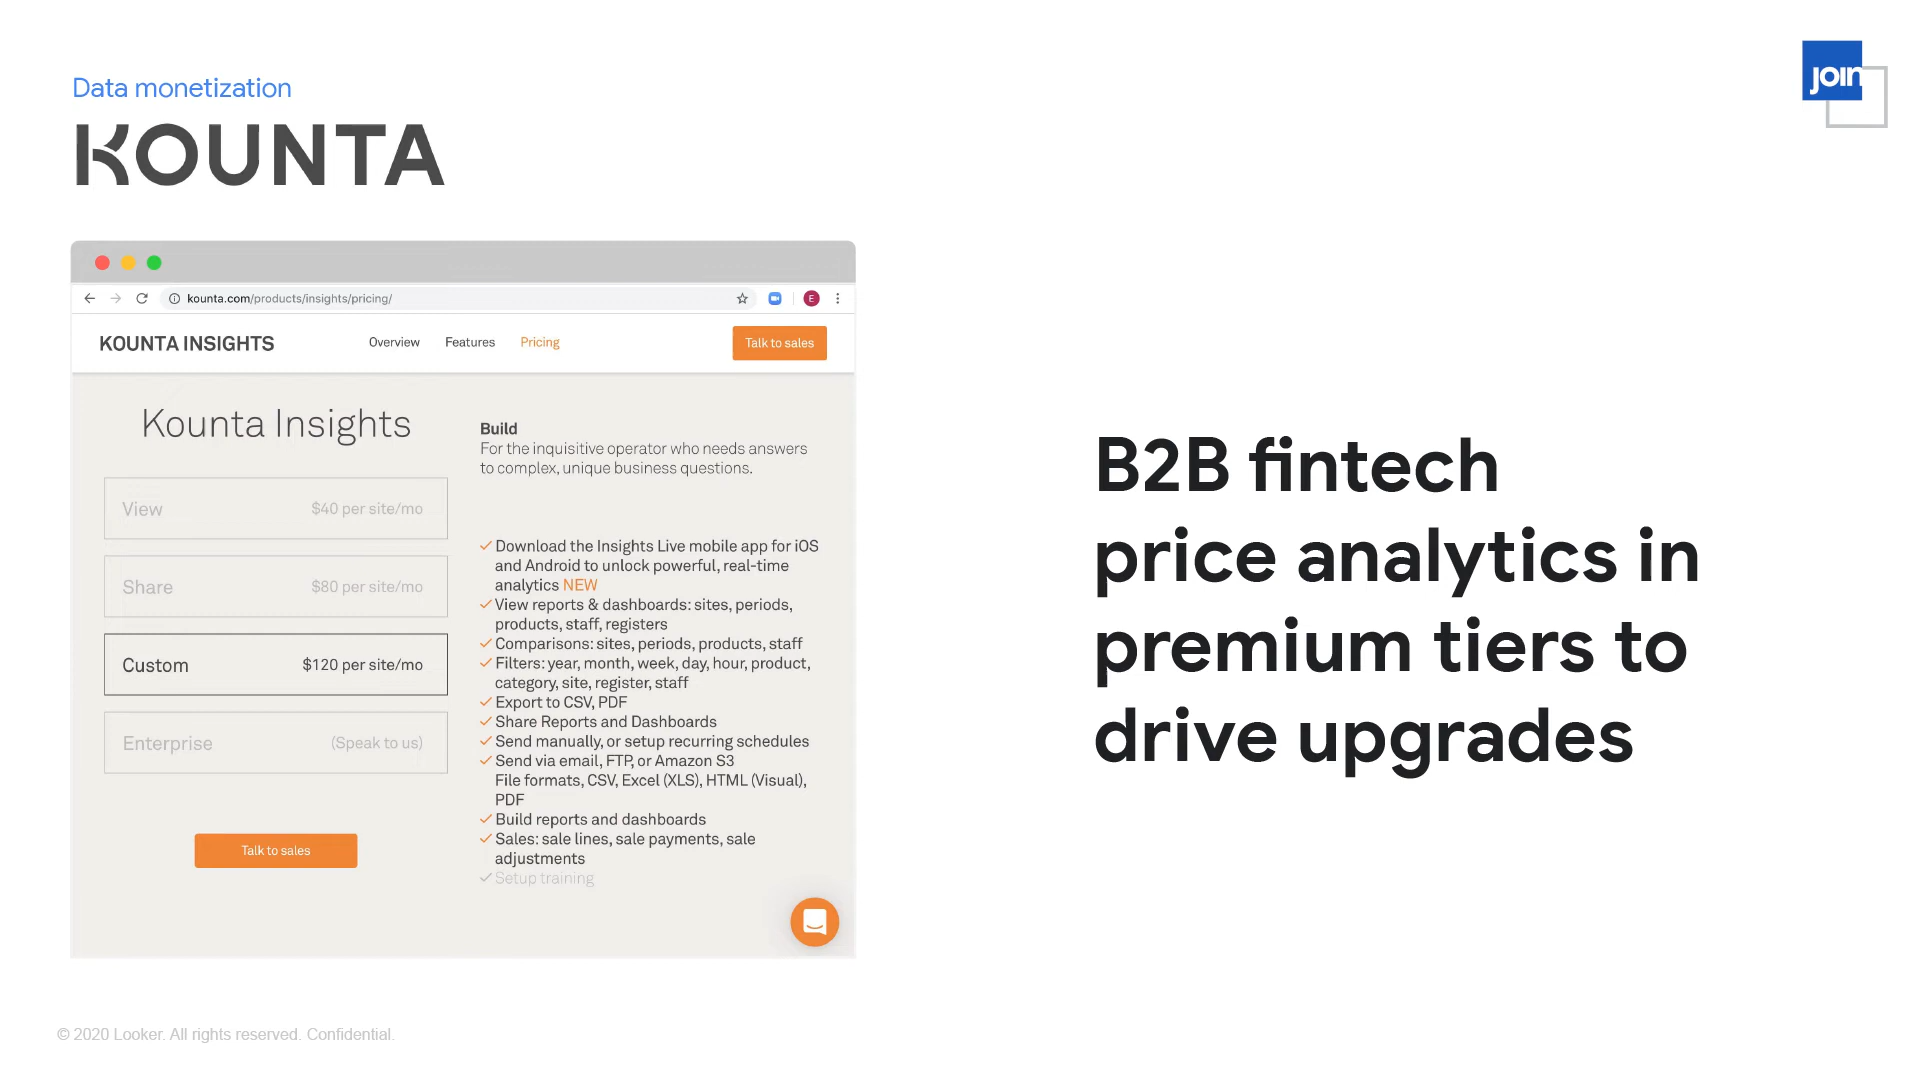 Data monetization
KOUNTA
join
kounta.com/products/insights/pricing/
E
KOUNTA INSIGHTS
Overview
Features
Pricing
Talk to sales
Kounta Insights
View $40 per site/mo
Share $80 per site/mo
Custom $120 per site/mo
Enterprise (Speak to us)
Talk to sales
Build
For the inquisitive operator who needs answers
to complex, unique business questions.
Download the Insights Live mobile app for iOS
and Android to unlock powerful, real-time
analytics NEW
View reports & dashboards: sites, periods,
products, staff, registers
Comparisons: sites, periods, products, staff
Filters: year, month, week, day, hour, product,
category, site, register, staff
Export to CSV, PDF
Share Reports and Dashboards
Send manually, or setup recurring schedules
Send via email, FTP, or Amazon S3
File formats, CSV, Excel (XLS), HTML (Visual),
PDF
Build reports and dashboards
Sales: sale lines, sale payments, sale
adjustments
Setup training
B2B fintech
price analytics in
premium tiers to
drive upgrades
© 2020 Looker. All rights reserved. Confidential.